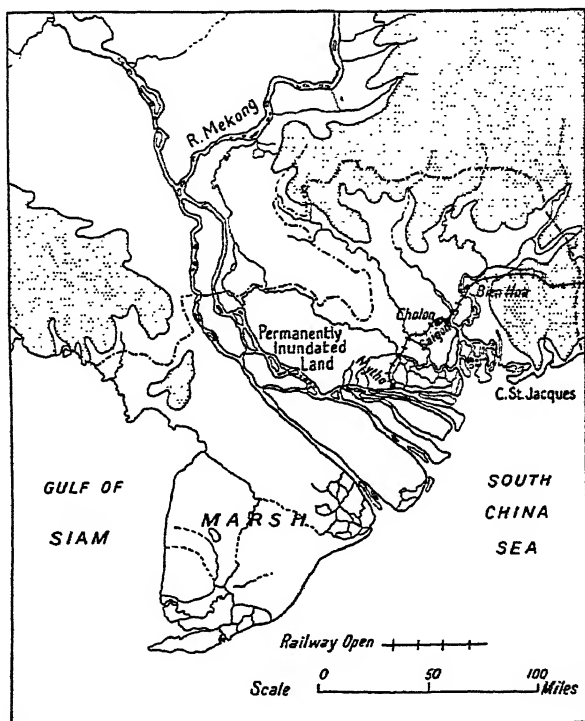 R. Mekong
Bien Hoa
Cholon
Saigon
Permanently
Inundated
Land
Mytho
C. St. Jacques
GULF OF
SIAM
MARSH
SOUTH
CHINA
SEA
Railway Open
Scale 0 50 100 Miles